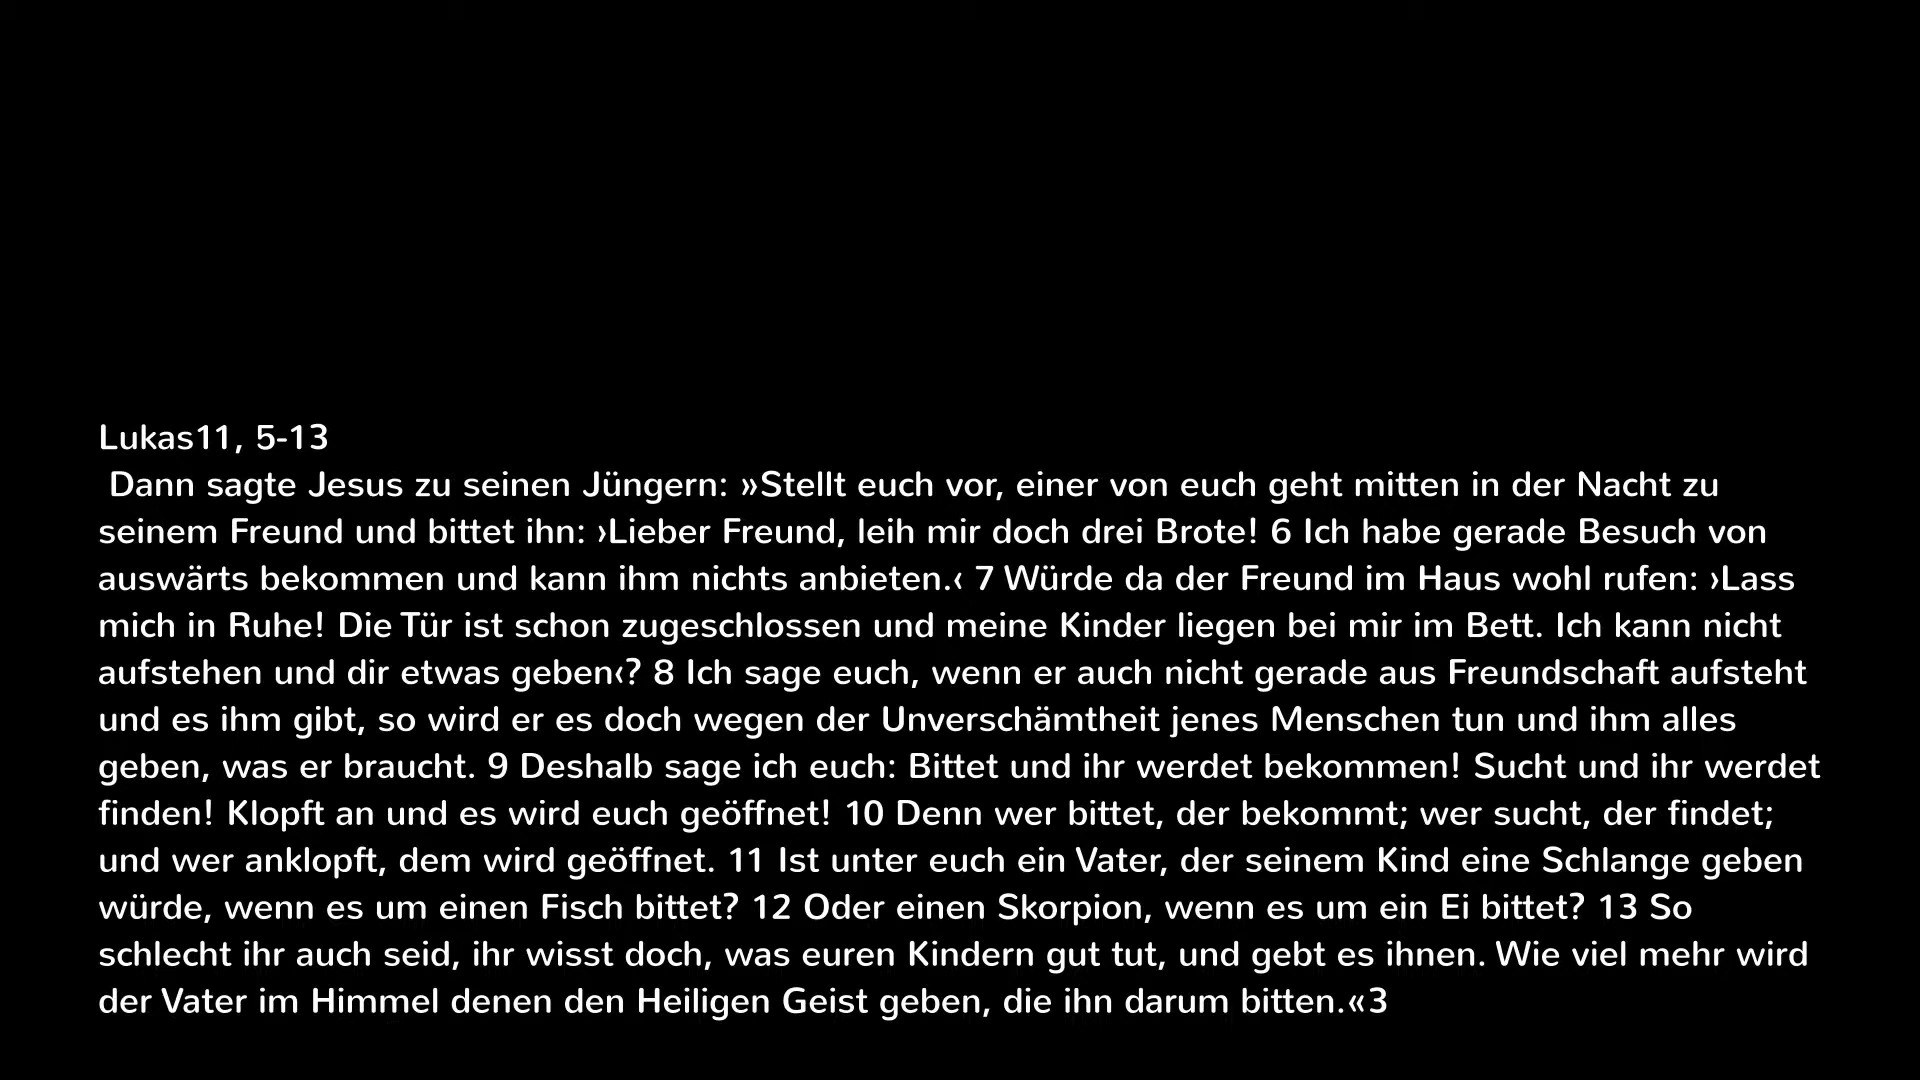 Lukas11, 5-13
Dann sagte Jesus zu seinen Jüngern: »Stellt euch vor, einer von euch geht mitten in der Nacht zu
seinem Freund und bittet ihn: ›Lieber Freund, leih mir doch drei Brote! 6 Ich habe gerade Besuch von
auswärts bekommen und kann ihm nichts anbieten.‹ 7 Würde da der Freund im Haus wohl rufen: ›Lass
mich in Ruhe! Die Tür ist schon zugeschlossen und meine Kinder liegen bei mir im Bett. Ich kann nicht
aufstehen und dir etwas geben‹? 8 Ich sage euch, wenn er auch nicht gerade aus Freundschaft aufsteht
und es ihm gibt, so wird er es doch wegen der Unverschämtheit jenes Menschen tun und ihm alles
geben, was er braucht. 9 Deshalb sage ich euch: Bittet und ihr werdet bekommen! Sucht und ihr werdet
finden! Klopft an und es wird euch geöffnet! 10 Denn wer bittet, der bekommt; wer sucht, der findet;
und wer anklopft, dem wird geöffnet. 11 Ist unter euch ein Vater, der seinem Kind eine Schlange geben
würde, wenn es um einen Fisch bittet? 12 Oder einen Skorpion, wenn es um ein Ei bittet? 13 So
schlecht ihr auch seid, ihr wisst doch, was euren Kindern gut tut, und gebt es ihnen. Wie viel mehr wird
der Vater im Himmel denen den Heiligen Geist geben, die ihn darum bitten.«3